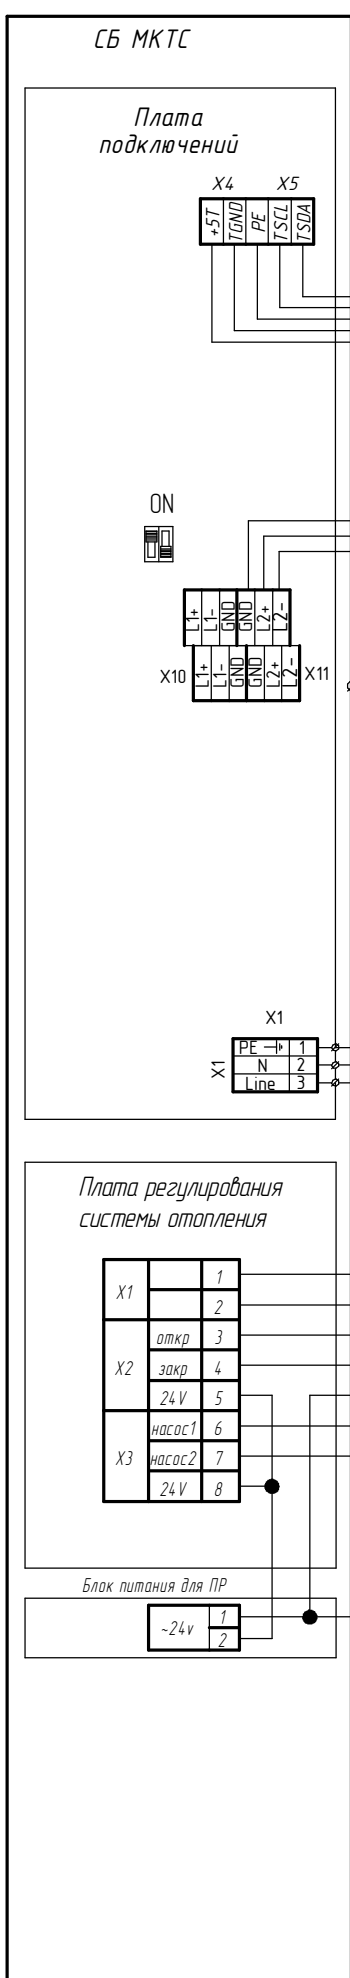 СБ МКТС
Плата
подключений
X4 X5
+5T TGND PE TSCL TSDA
ON
L1+ L1- GND GND L2+ L2-
X10 L1+ L1- GND GND L2+ L2- X11
X1
X1
PE 1
N 2
Line 3
Плата регулирования
системы отопления
X1 1
2
X2 откр 3
закр 4
24V 5
X3 насос1 6
насос2 7
24V 8
Блок питания для ПР
~24v 1
2